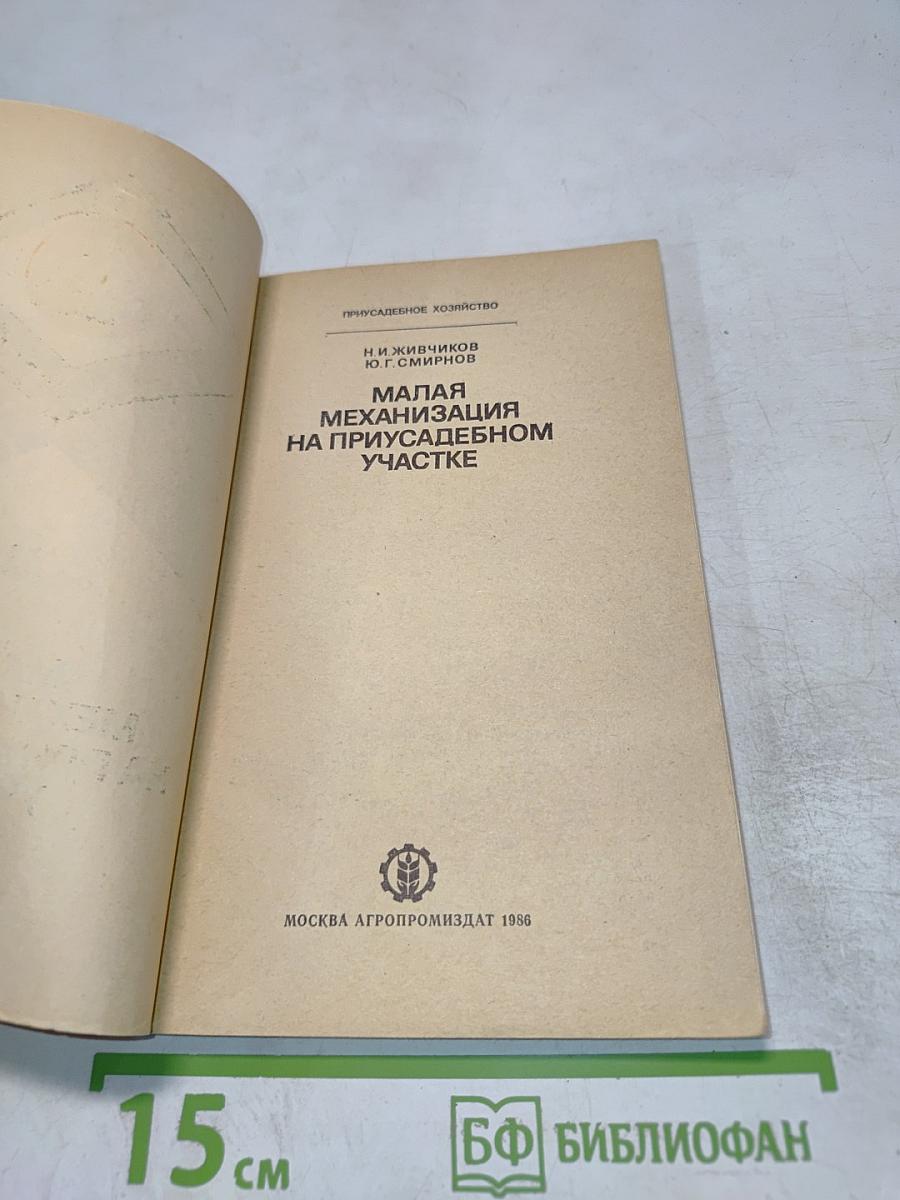 ПРИУСАДЕБНОЕ ХОЗЯЙСТВО
Н. И. ЖИВЧИКОВ
Ю. Г. СМИРНОВ
МАЛАЯ
МЕХАНИЗАЦИЯ
НА ПРИУСАДЕБНОМ
УЧАСТКЕ
МОСКВА АГРОПРОМИЗДАТ 1986
15 см
БФ БИБЛИОФАН